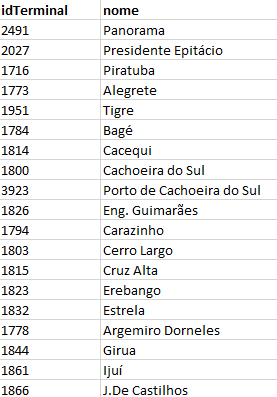 idTerminal nome
2491 Panorama
2027 Presidente Epitácio
1716 Piratuba
1773 Alegrete
1951 Tigre
1784 Bagé
1814 Cacequi
1800 Cachoeira do Sul
3923 Porto de Cachoeira do Sul
1826 Eng. Guimarães
1794 Carazinho
1803 Cerro Largo
1815 Cruz Alta
1823 Erebango
1832 Estrela
1778 Argemiro Dorneles
1844 Girua
1861 Ijuí
1866 J.De Castilhos